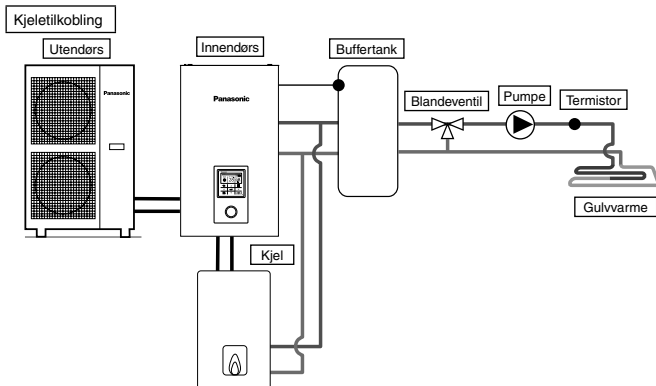 Kjeletilkobling
Utendørs
Innendørs
Buffertank
Blandeventil
Pumpe
Termistor
Panasonic
Panasonic
Gulvvarme
Kjel